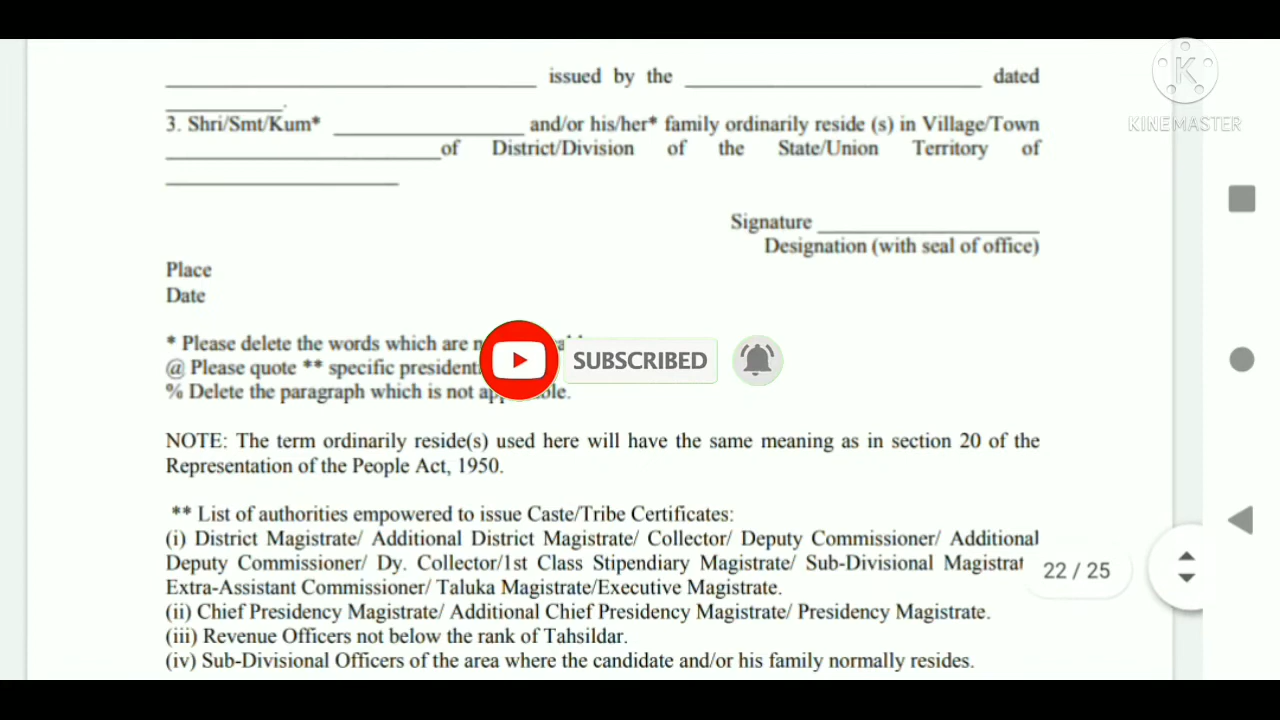 issued by the dated
3. Shri/Smt/Kum* and/or his/her* family ordinarily reside (s) in Village/Town
of District/Division of the State/Union Territory of
Signature
Designation (with seal of office)
Place
Date
* Please delete the words which are
@ Please quote ** specific
% Delete the paragraph which is not
SUBSCRIBED
NOTE: The term ordinarily reside(s) used here will have the same meaning as in section 20 of the
Representation of the People Act, 1950.
** List of authorities empowered to issue Caste/Tribe Certificates:
(i) District Magistrate/ Additional District Magistrate/ Collector/ Deputy Commissioner/ Additional
Deputy Commissioner/ Dy. Collector/1st Class Stipendiary Magistrate/ Sub-Divisional Magistrat
Extra-Assistant Commissioner/ Taluka Magistrate/Executive Magistrate.
(ii) Chief Presidency Magistrate/ Additional Chief Presidency Magistrate/ Presidency Magistrate.
(iii) Revenue Officers not below the rank of Tahsildar.
(iv) Sub-Divisional Officers of the area where the candidate and/or his family normally resides.
22 / 25
K
KINEMASTER